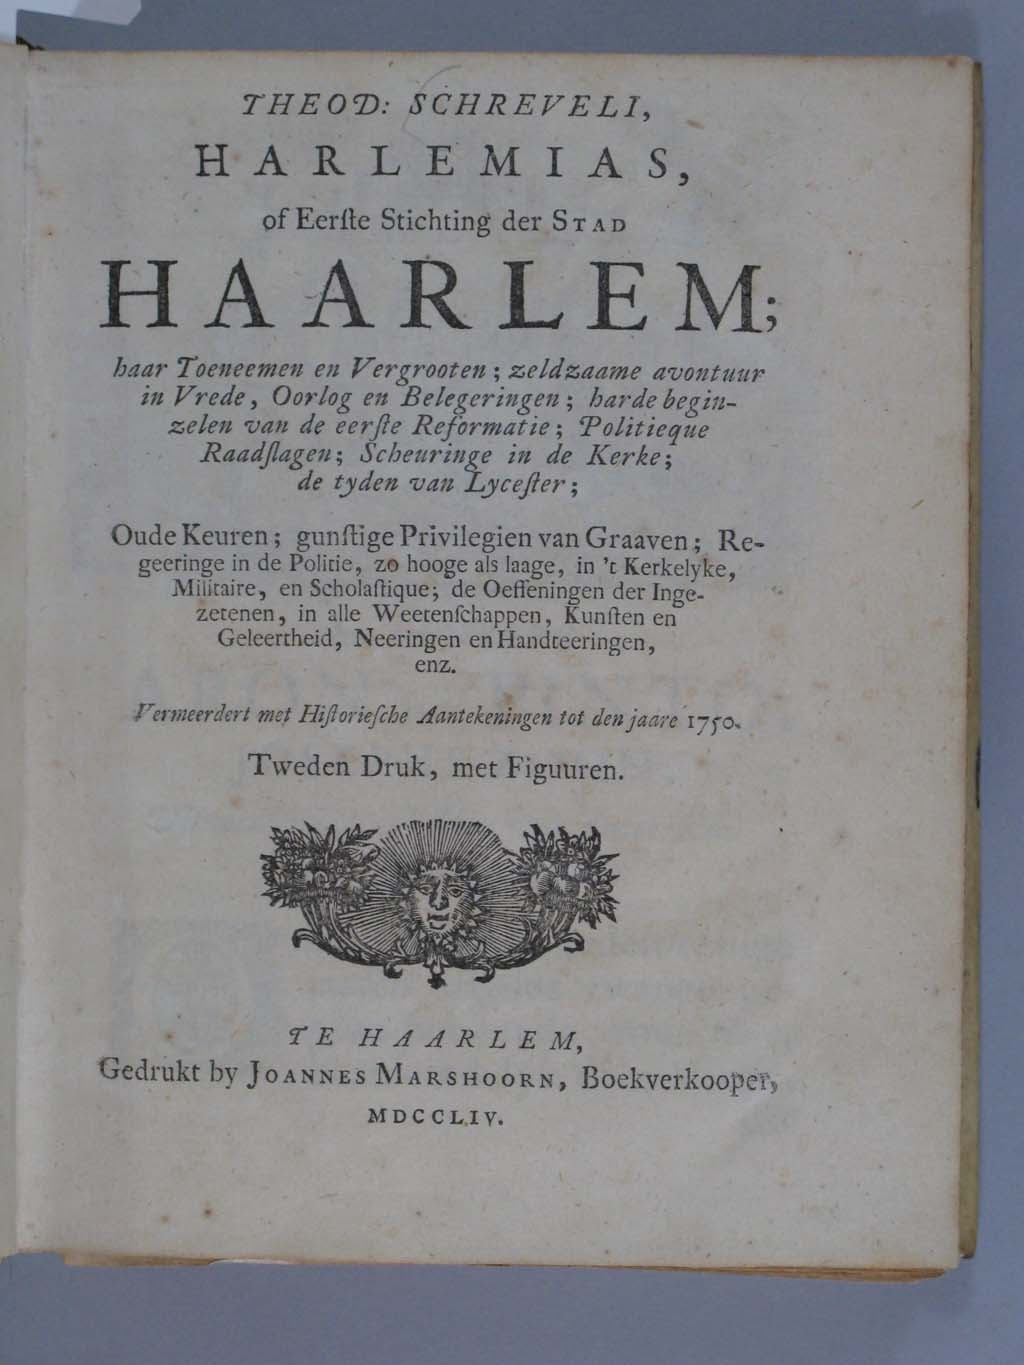 THEOD: SCHREVELI,
HARLEMIAS,
of Eerſte Stichting der STAD
HAARLEM;
haar Toeneemen en Vergrooten; zeldzaame avontuur
in Vrede, Oorlog en Belegeringen; harde begin-
zelen van de eerſte Reformatie; Politieque
Raadſlagen; Scheuringe in de Kerke;
de tyden van Lyceſter;
Oude Keuren; gunſtige Privilegien van Graaven; Re-
geeringe in de Politie, zo hooge als laage, in 't Kerkelyke,
Militaire, en Scholaſtique; de Oeffeningen der Inge-
zetenen, in alle Weetenſchappen, Kunſten en
Geleertheid, Neeringen en Handteeringen,
enz.
Vermeerdert met Hiſtorieſche Aantekeningen tot den jaare 1750.
Tweden Druk, met Figuuren.
TE HAARLEM,
Gedrukt by JOANNES MARSHOORN, Boekverkooper,
MDCCLIV.